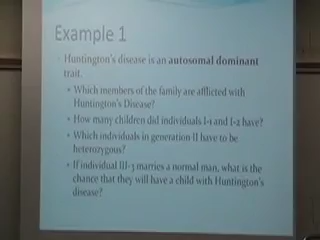 Example 1
Huntington's disease is an autosomal dominant
trait.
Which members of the family are afflicted with
Huntington's Disease?
How many children did individuals I-1 and I-2 have?
Which individuals in generation-II have to be
heterozygous?
If individual III-3 marries a normal man, what is the
chance that they will have a child with Huntington's
disease?